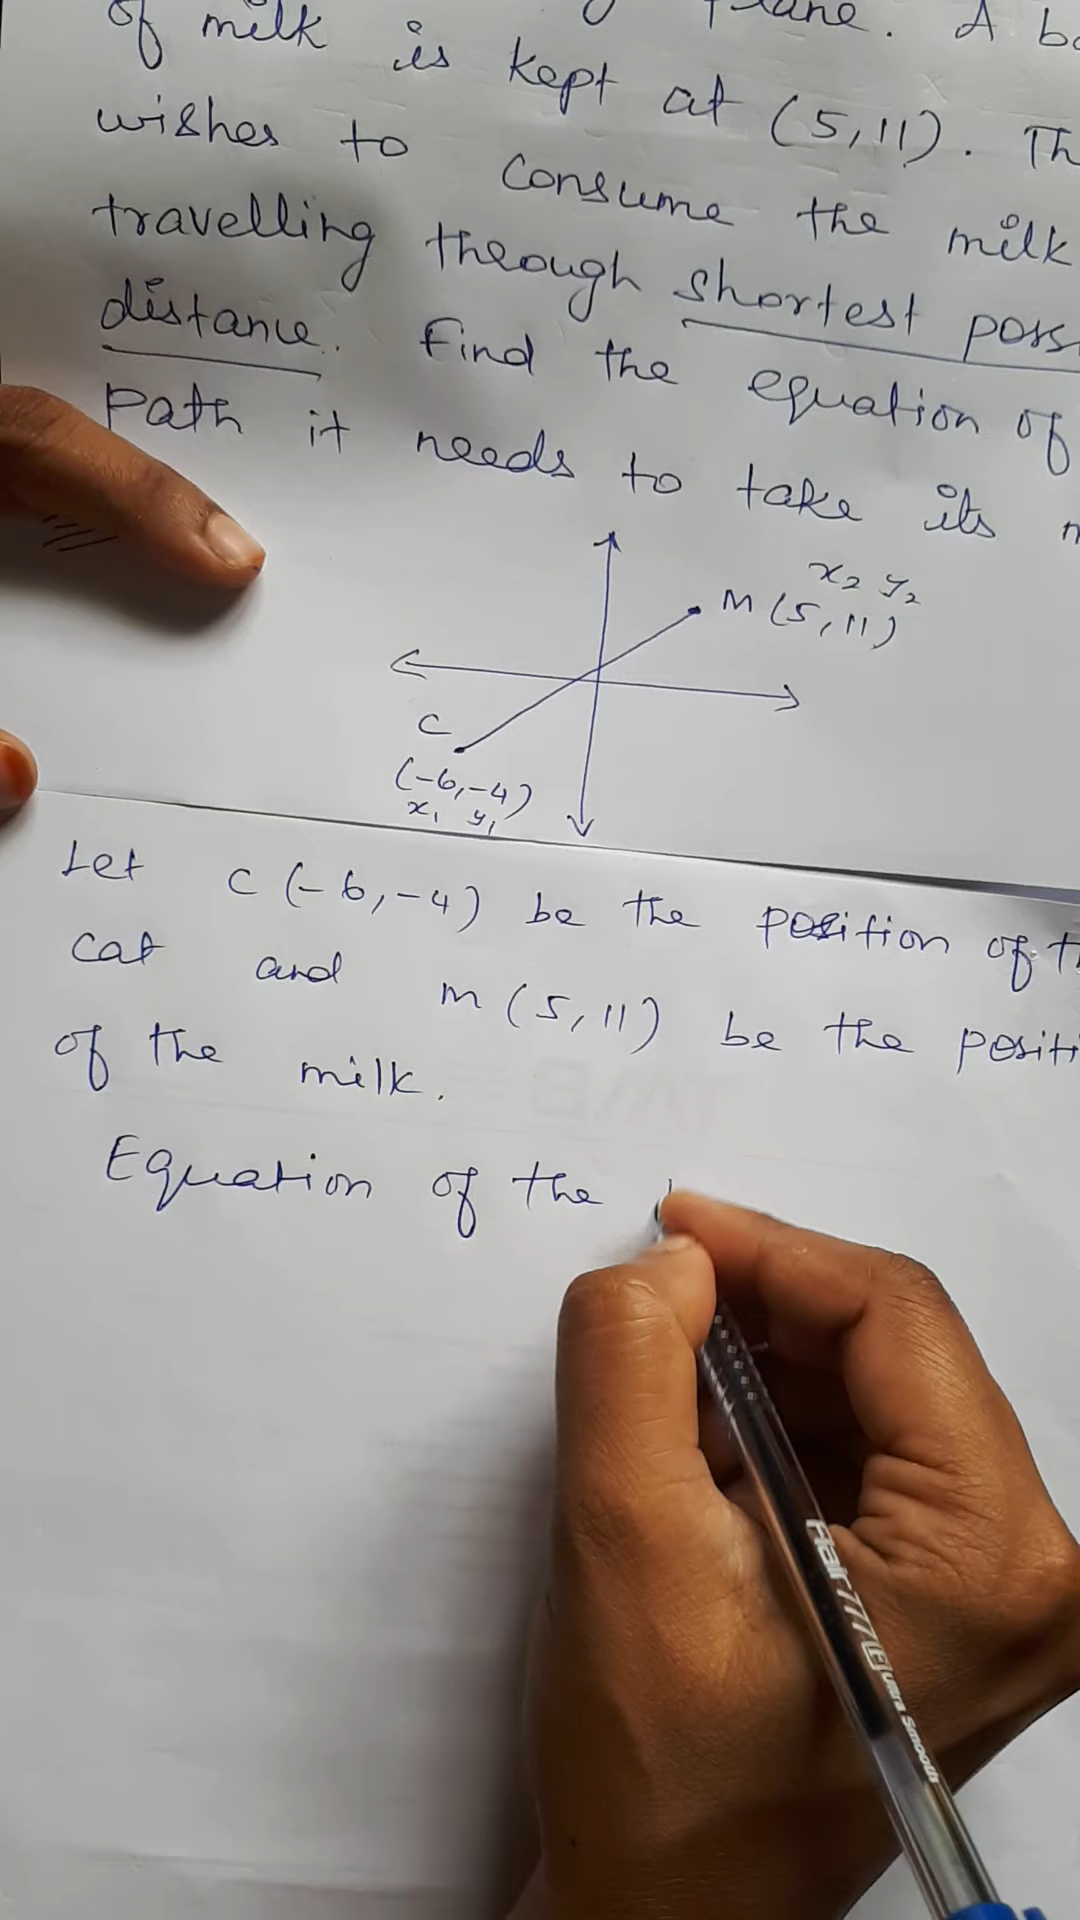 of milk is kept at (5,11). Th
wishes to consume the milk
travelling through shortest poss
distance. Find the equation of
path it needs to take its
x2 y2
M (5,11)
C
(-6,-4)
x1 y1
Let C (-6,-4) be the position of th
cat and m (5,11) be the positi
of the milk.
Equation of the
Hair 777 E Ultra Smooth